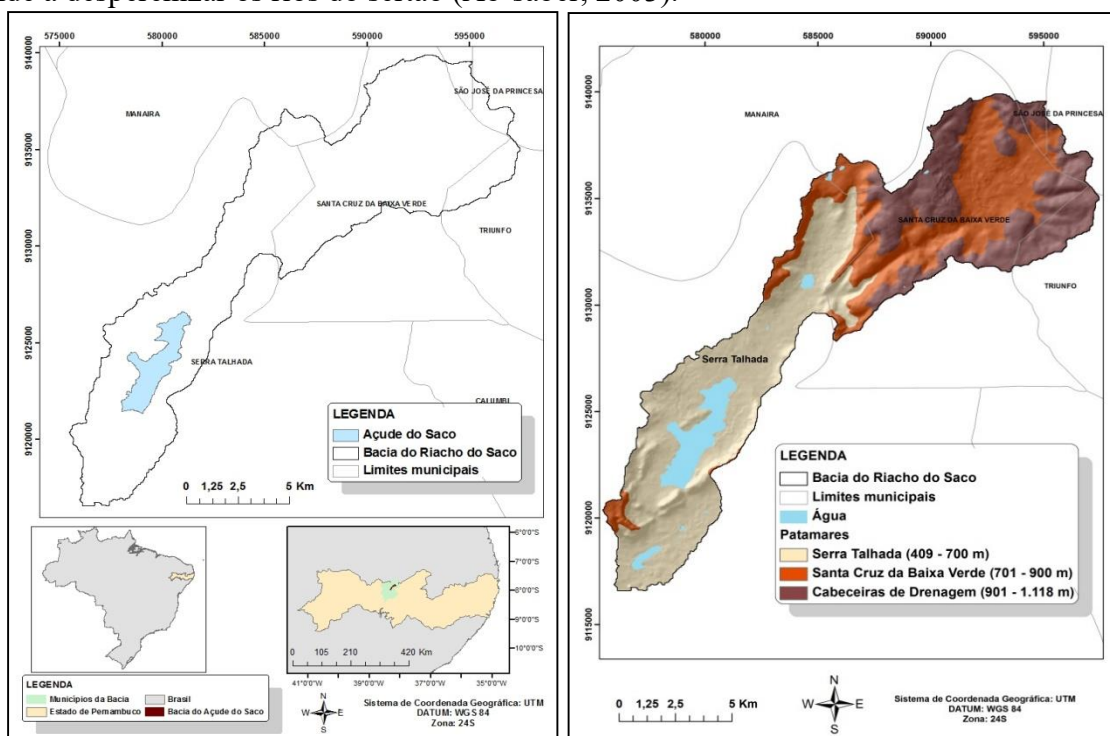 575000 580000 585000 590000 595000
9140000
9135000
9130000
9125000
9120000
MANAIRA
SÃO JOSÉ DA PRINCESA
SANTA CRUZ DA BAIXA VERDE
TRIUNFO
SERRA TALHADA
CALUMBI
LEGENDA
Açude do Saco
Bacia do Riacho do Saco
Limites municipais
0 1,25 2,5 5 Km
6°0'0"S
7°0'0"S
8°0'0"S
9°0'0"S
10°0'0"S
0 105 210 420 Km
41°0'0"W 39°0'0"W 37°0'0"W 35°0'0"W
LEGENDA
Municípios da Bacia
Brasil
Estado de Pernambuco
Bacia do Açude do Saco
N
W E
S
Sistema de Coordenada Geográfica: UTM
DATUM: WGS 84
Zona: 24S
580000 585000 590000 595000
9140000
9135000
9130000
9125000
9120000
9115000
MANAIRA
SÃO JOSÉ DA PRINCESA
SANTA CRUZ DA BAIXA VERDE
TRIUNFO
Serra Talhada
LEGENDA
Bacia do Riacho do Saco
Limites municipais
Água
Patamares
Serra Talhada (409 - 700 m)
Santa Cruz da Baixa Verde (701 - 900 m)
Cabeceiras de Drenagem (901 - 1.118 m)
0 1,25 2,5 5 Km
N
W E
S
Sistema de Coordenada Geográfica: UTM
DATUM: WGS 84
Zona: 24S